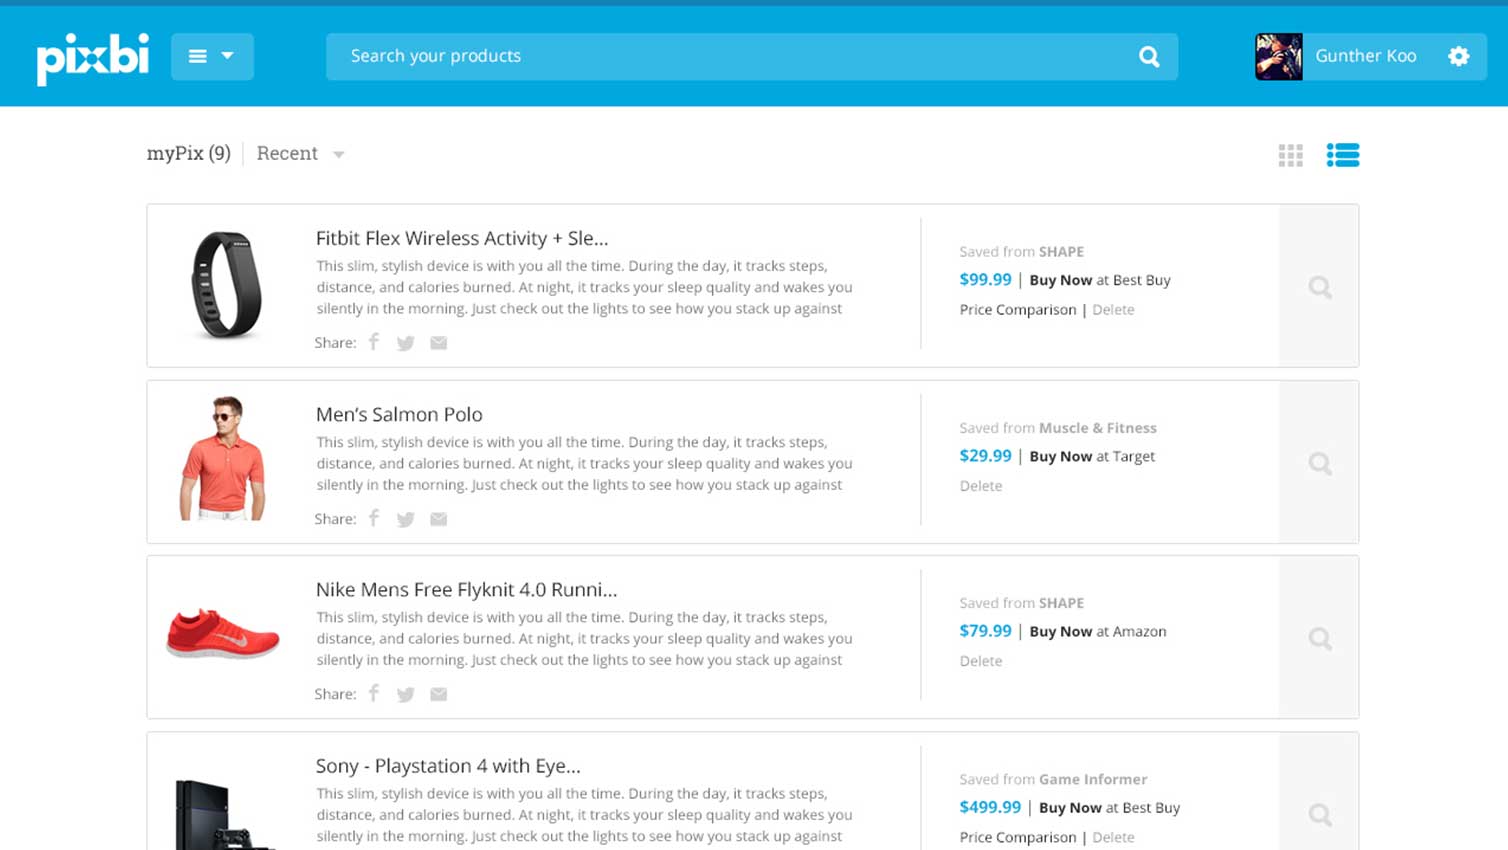 pixbi
Search your products
Gunther Koo
myPix (9)
Recent
Fitbit Flex Wireless Activity + Sle...
This slim, stylish device is with you all the time. During the day, it tracks steps,
distance, and calories burned. At night, it tracks your sleep quality and wakes you
silently in the morning. Just check out the lights to see how you stack up against
Share:
Saved from SHAPE
$99.99 | Buy Now at Best Buy
Price Comparison | Delete
Men's Salmon Polo
This slim, stylish device is with you all the time. During the day, it tracks steps,
distance, and calories burned. At night, it tracks your sleep quality and wakes you
silently in the morning. Just check out the lights to see how you stack up against
Share:
Saved from Muscle & Fitness
$29.99 | Buy Now at Target
Delete
Nike Mens Free Flyknit 4.0 Runni...
This slim, stylish device is with you all the time. During the day, it tracks steps,
distance, and calories burned. At night, it tracks your sleep quality and wakes you
silently in the morning. Just check out the lights to see how you stack up against
Share:
Saved from SHAPE
$79.99 | Buy Now at Amazon
Delete
Sony - Playstation 4 with Eye...
This slim, stylish device is with you all the time. During the day, it tracks steps,
distance, and calories burned. At night, it tracks your sleep quality and wakes you
silently in the morning. Just check out the lights to see how you stack up against
Saved from Game Informer
$499.99 | Buy Now at Best Buy
Price Comparison | Delete